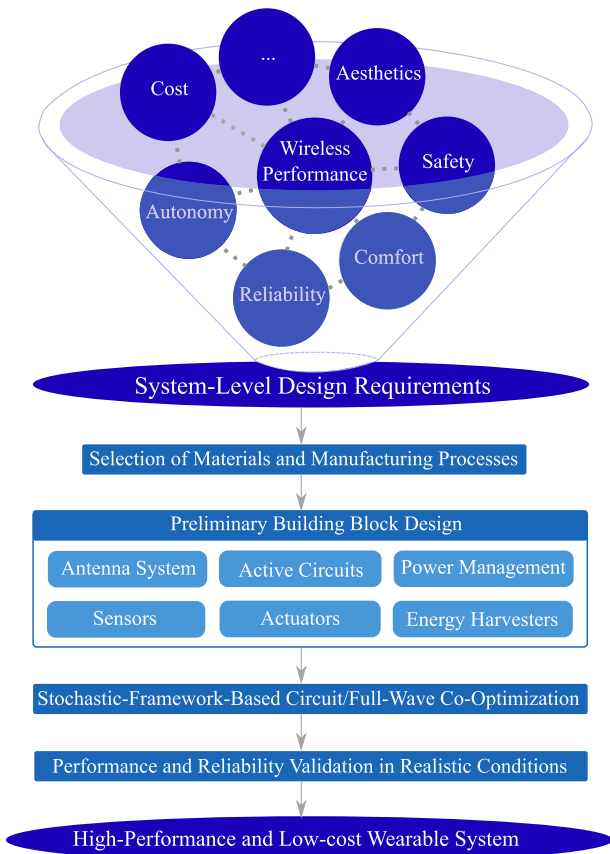 ...
Cost
Aesthetics
Wireless
Performance
Safety
Autonomy
Comfort
Reliability
System-Level Design Requirements
Selection of Materials and Manufacturing Processes
Preliminary Building Block Design
Antenna System
Active Circuits
Power Management
Sensors
Actuators
Energy Harvesters
Stochastic-Framework-Based Circuit/Full-Wave Co-Optimization
Performance and Reliability Validation in Realistic Conditions
High-Performance and Low-cost Wearable System